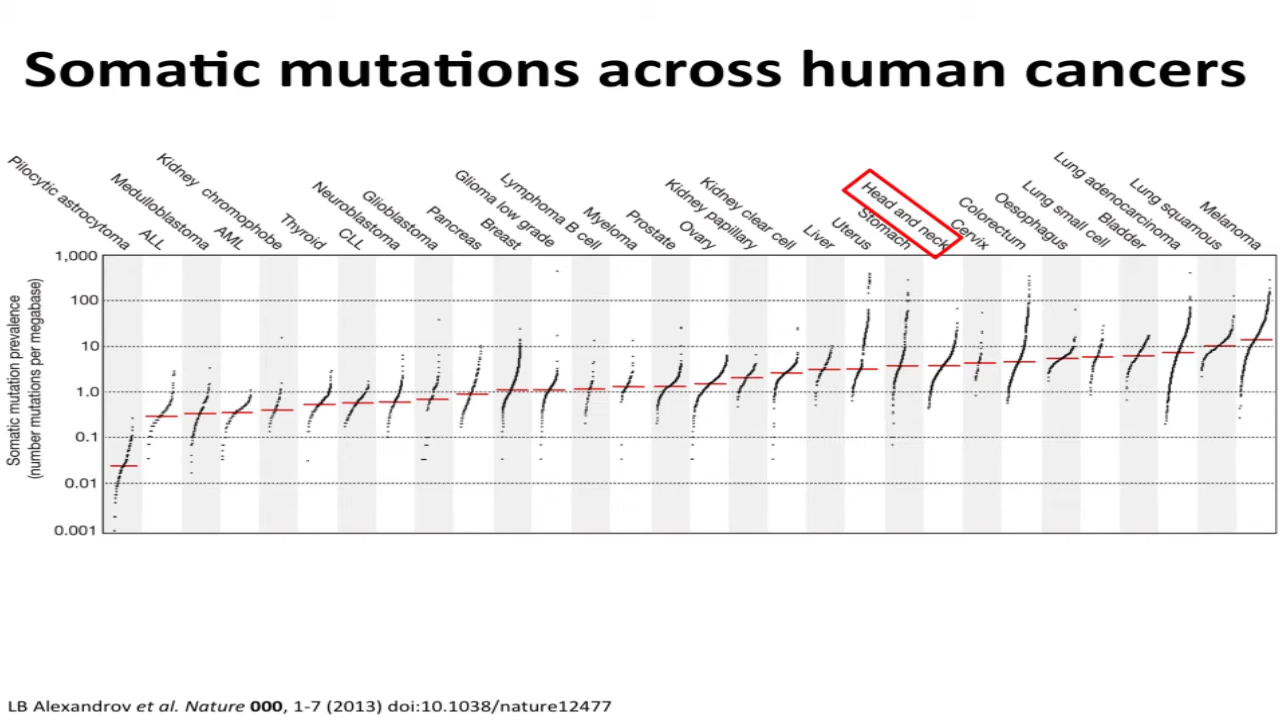 Somatic mutations across human cancers
Pilocytic astrocytoma
ALL
Medulloblastoma
AML
Kidney chromophobe
Thyroid
CLL
Neuroblastoma
Glioblastoma
Pancreas
Breast
Glioma low grade
Lymphoma B cell
Myeloma
Prostate
Ovary
Kidney papillary
Kidney clear cell
Liver
Uterus
Stomach
Head and neck
Cervix
Colorectum
Oesophagus
Lung small cell
Bladder
Lung adenocarcinoma
Lung squamous
Melanoma
Somatic mutation prevalence
(number mutations per megabase)
1,000
100
10
1.0
0.1
0.01
0.001
LB Alexandrov et al. Nature 000, 1-7 (2013) doi:10.1038/nature12477